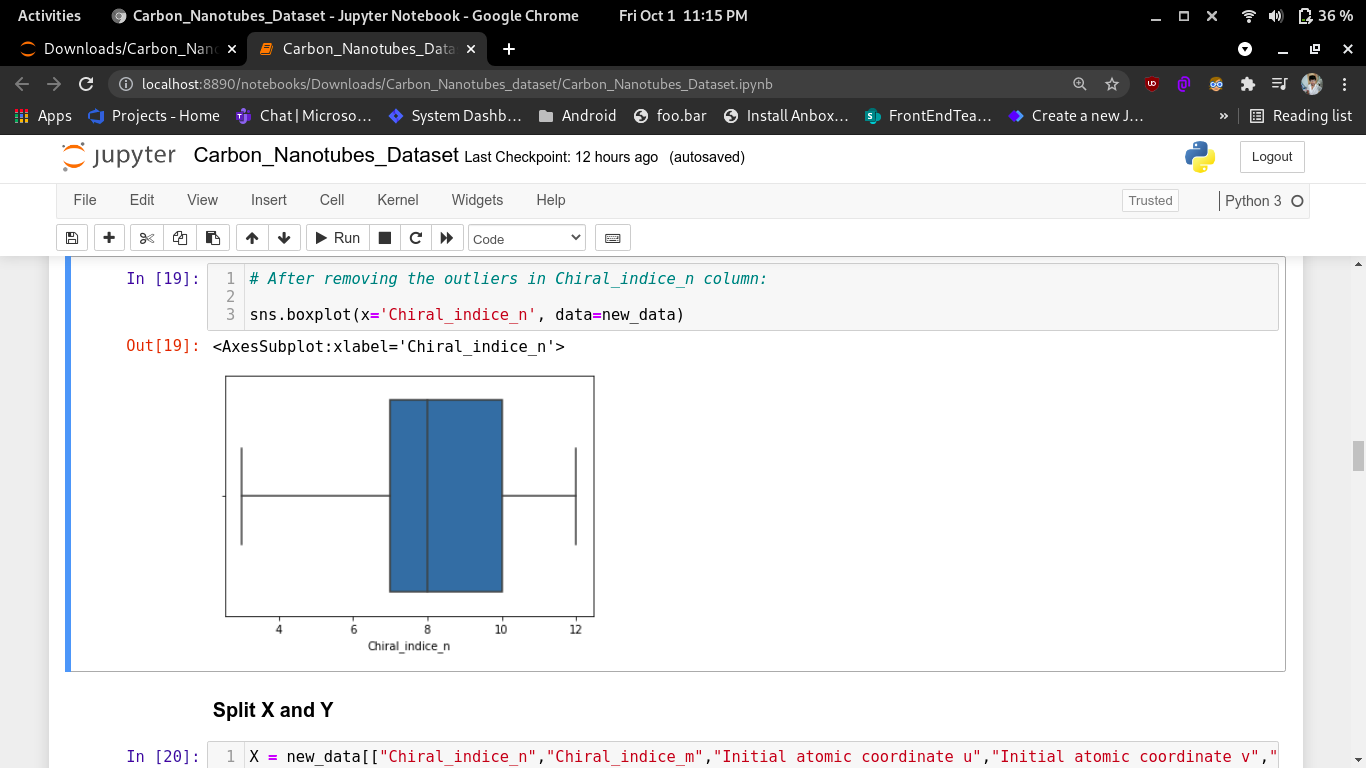 Activities Carbon_Nanotubes_Dataset - Jupyter Notebook - Google Chrome Fri Oct 1 11:15 PM 36 %
Downloads/Carbon_Nan Carbon_Nanotubes_Data
localhost:8890/notebooks/Downloads/Carbon_Nanotubes_dataset/Carbon_Nanotubes_Dataset.ipynb
Apps Projects - Home Chat | Microso... System Dashb... Android foo.bar Install Anbox... FrontEndTea... Create a new J... » Reading list
jupyter Carbon_Nanotubes_Dataset Last Checkpoint: 12 hours ago (autosaved) Logout
File Edit View Insert Cell Kernel Widgets Help Trusted Python 3
Run Code
In [19]: 1 # After removing the outliers in Chiral_indice_n column:
2
3 sns.boxplot(x='Chiral_indice_n', data=new_data)
Out[19]: <AxesSubplot:xlabel='Chiral_indice_n'>
4 6 8 10 12
Chiral_indice_n
Split X and Y
In [20]: 1 X = new_data[["Chiral_indice_n","Chiral_indice_m","Initial atomic coordinate u","Initial atomic coordinate v","